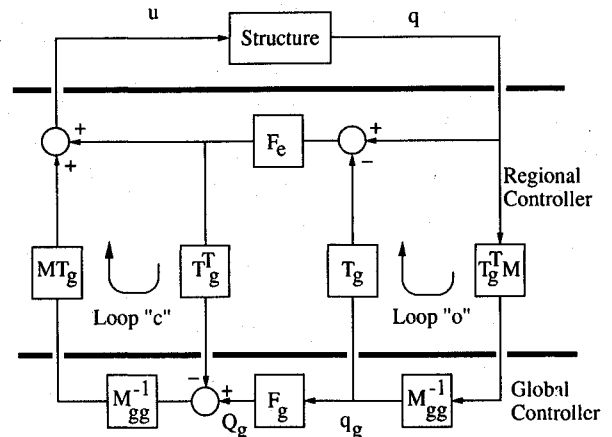 u
q
Structure
+
+
F_e
+
−
Regional
Controller
MT_g
T_g^T
T_g
T_g^T M
Loop "c"
Loop "o"
−
+
M_gg^-1
F_g
M_gg^-1
Q_g
q_g
Global
Controller